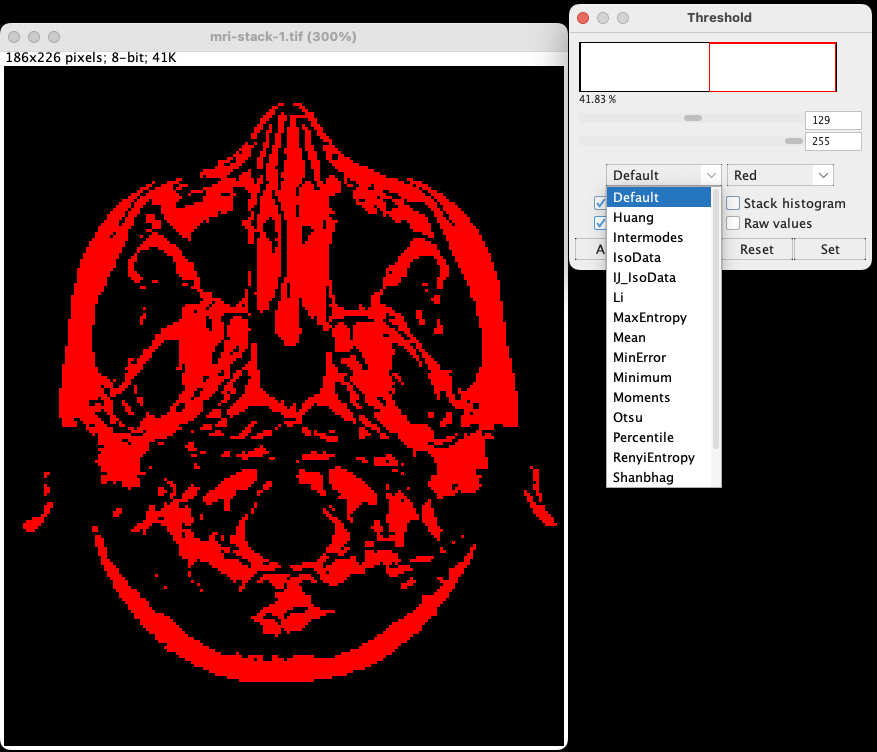 mri-stack-1.tif (300%)
186x226 pixels; 8-bit; 41K
Threshold
41.83 %
129
255
Default
Red
Default
Huang
Intermodes
IsoData
IJ_IsoData
Li
MaxEntropy
Mean
MinError
Minimum
Moments
Otsu
Percentile
RenyiEntropy
Shanbhag
Stack histogram
Raw values
A
Reset
Set